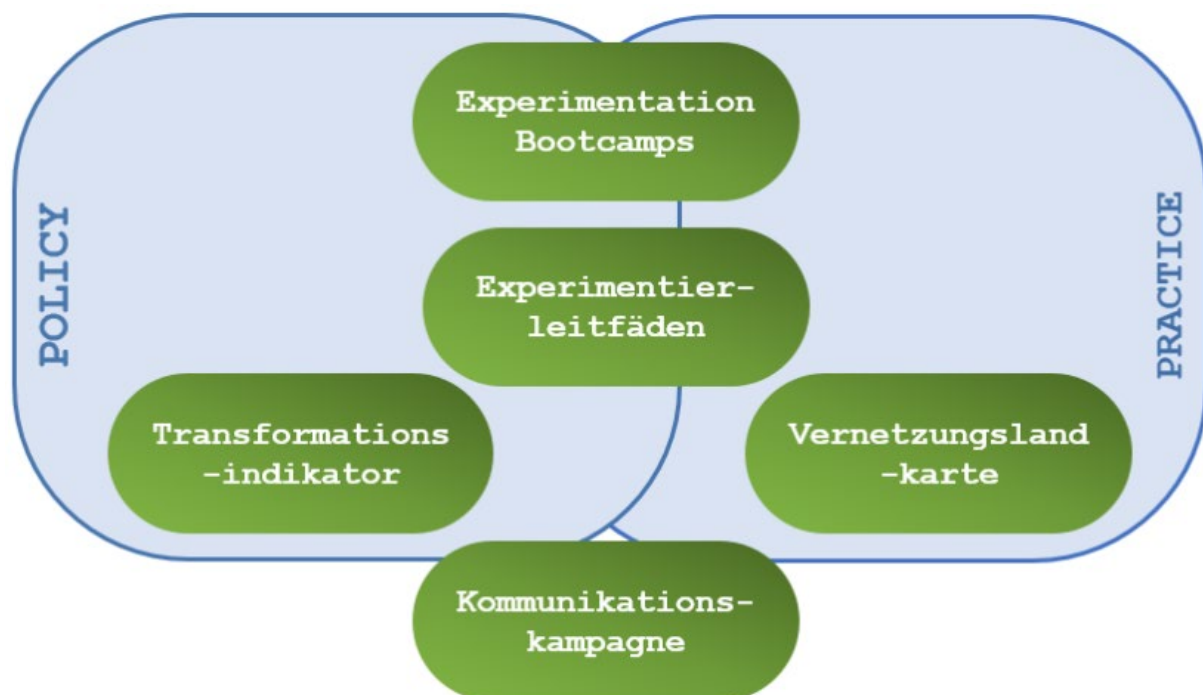 Experimentation
Bootcamps
POLICY
PRACTICE
Experimentier-
leitfäden
Transformations
-indikator
Vernetzungsland
-karte
Kommunikations-
kampagne